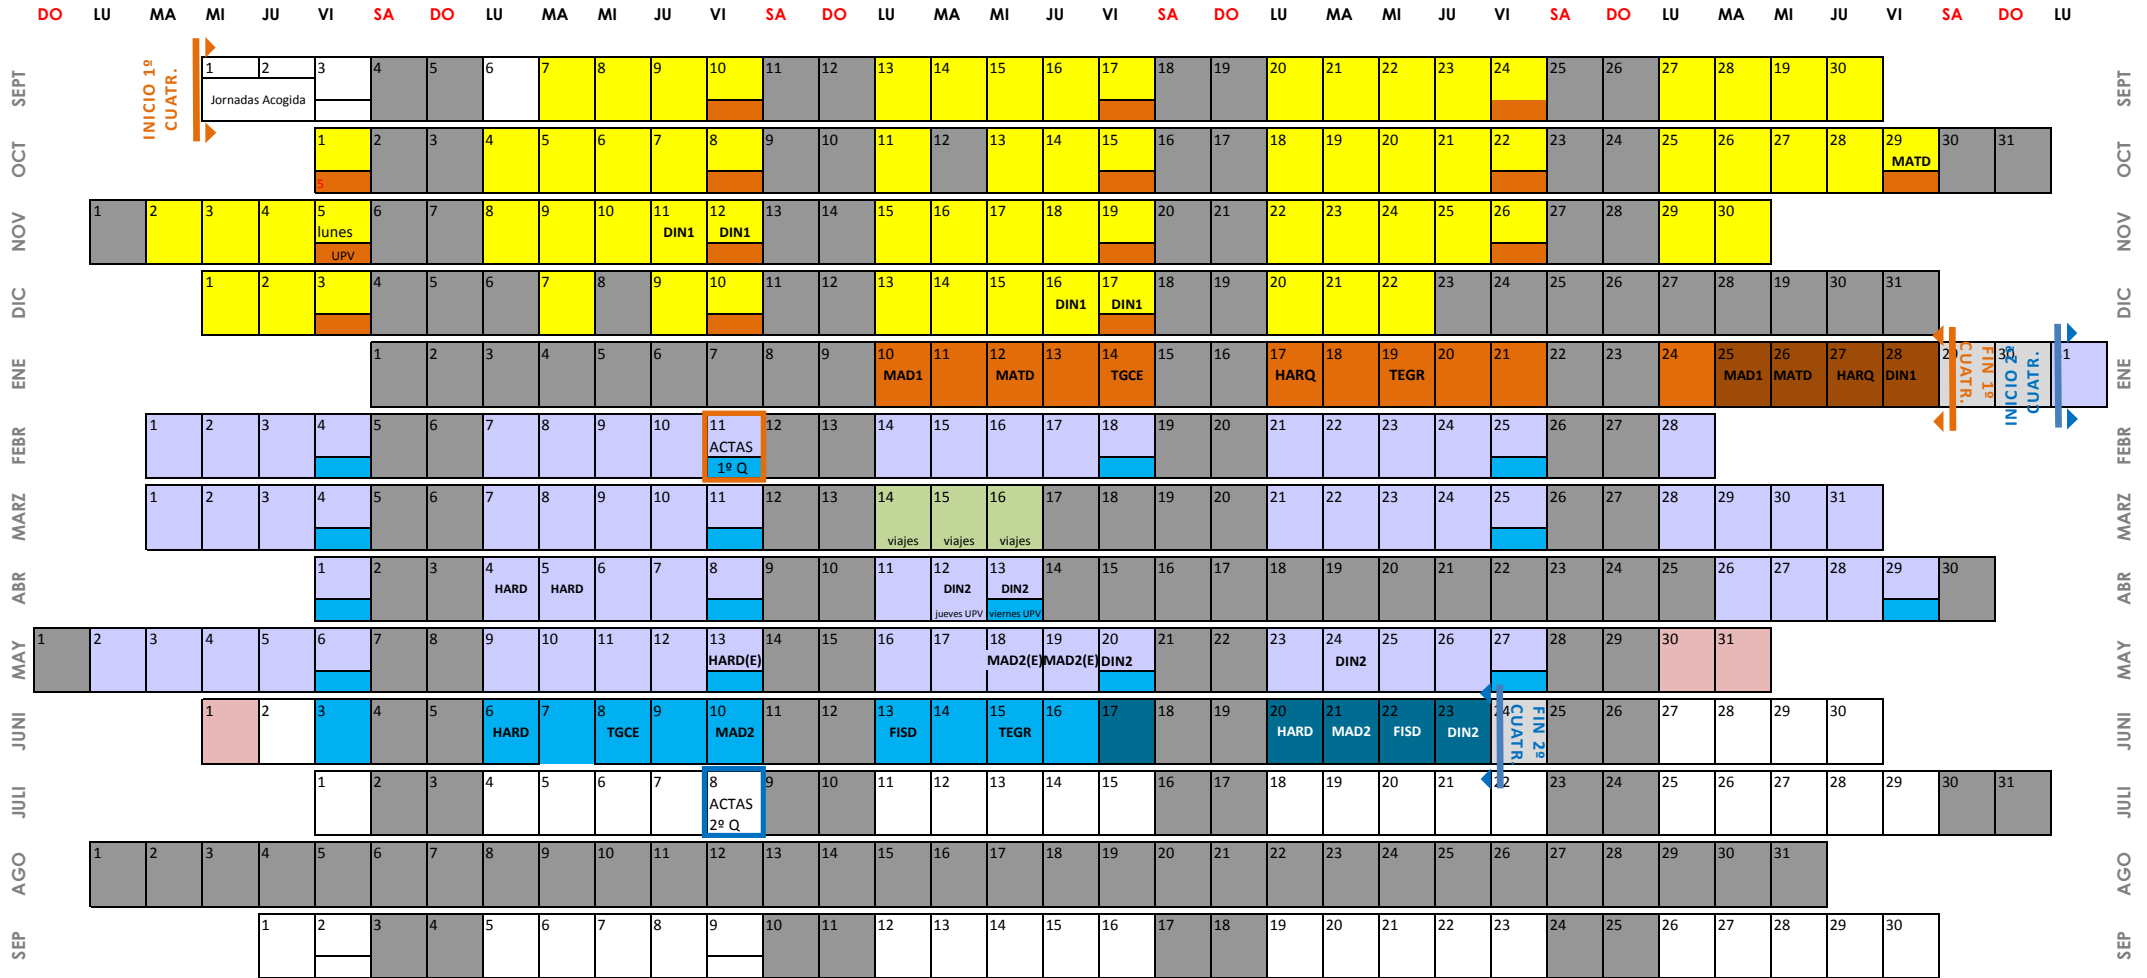 DO LU MA MI JU VI SA DO LU MA MI JU VI SA DO LU MA MI JU VI SA DO LU MA MI JU VI SA DO LU MA MI JU VI SA DO LU
INICIO 1º
CUATR.
SEPT 1 2 3 4 5 6 7 8 9 10 11 12 13 14 15 16 17 18 19 20 21 22 23 24 25 26 27 28 19 30 SEPT
Jornadas Acogida
OCT 1 2 3 4 5 6 7 8 9 10 11 12 13 14 15 16 17 18 19 20 21 22 23 24 25 26 27 28 29 30 31 OCT
MATD
5
NOV 1 2 3 4 5 6 7 8 9 10 11 12 13 14 15 16 17 18 19 20 21 22 23 24 25 26 27 28 29 30 NOV
lunes DIN1 DIN1
UPV
DIC 1 2 3 4 5 6 7 8 9 10 11 12 13 14 15 16 17 18 19 20 21 22 23 24 25 26 27 28 29 30 31 DIC
DIN1 DIN1
ENE 1 2 3 4 5 6 7 8 9 10 11 12 13 14 15 16 17 18 19 20 21 22 23 24 25 26 27 28 29 30 31 ENE
MAD1 MATD TGCE HARQ TEGR MAD1 MATD HARQ DIN1
FIN 1º
CUATR.
INICIO 2º
CUATR.
FEBR 1 2 3 4 5 6 7 8 9 10 11 12 13 14 15 16 17 18 19 20 21 22 23 24 25 26 27 28 FEBR
ACTAS
1º Q
MARZ 1 2 3 4 5 6 7 8 9 10 11 12 13 14 15 16 17 18 19 20 21 22 23 24 25 26 27 28 29 30 31 MARZ
viajes viajes viajes
ABR 1 2 3 4 5 6 7 8 9 10 11 12 13 14 15 16 17 18 19 20 21 22 23 24 25 26 27 28 29 30 ABR
HARD HARD DIN2 DIN2
jueves UPV viernes UPV
MAY 1 2 3 4 5 6 7 8 9 10 11 12 13 14 15 16 17 18 19 20 21 22 23 24 25 26 27 28 29 30 31 MAY
HARD(E) MAD2(E) MAD2(E) DIN2 DIN2
JUNI 1 2 3 4 5 6 7 8 9 10 11 12 13 14 15 16 17 18 19 20 21 22 23 24 25 26 27 28 29 30 JUNI
HARD TGCE MAD2 FISD TEGR HARD MAD2 FISD DIN2
FIN 2º
CUATR.
JULI 1 2 3 4 5 6 7 8 9 10 11 12 13 14 15 16 17 18 19 20 21 22 23 24 25 26 27 28 29 30 31 JULI
ACTAS
2º Q
AGO 1 2 3 4 5 6 7 8 9 10 11 12 13 14 15 16 17 18 19 20 21 22 23 24 25 26 27 28 29 30 31 AGO
SEP 1 2 3 4 5 6 7 8 9 10 11 12 13 14 15 16 17 18 19 20 21 22 23 24 25 26 27 28 29 30 SEP